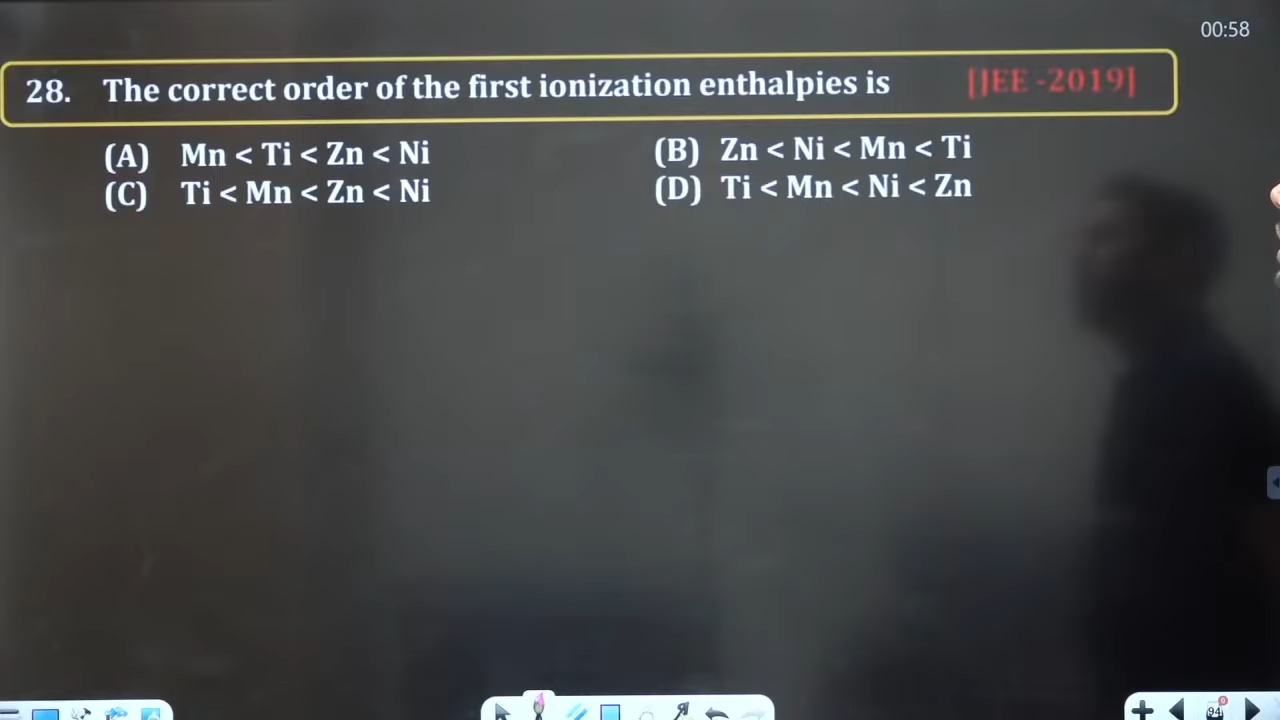 00:58
28. The correct order of the first ionization enthalpies is [JEE -2019]
(A) Mn < Ti < Zn < Ni (B) Zn < Ni < Mn < Ti
(C) Ti < Mn < Zn < Ni (D) Ti < Mn < Ni < Zn
94